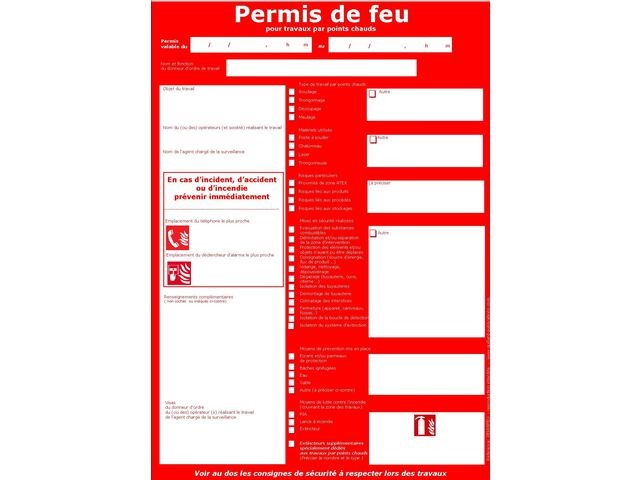 Permis de feu
pour travaux par points chauds
Permis
valable du / / , h m au / / , h m
Nom et fonction
du donneur d'ordre de travail
Objet du travail
Nom du (ou des) opérateurs (et société) réalisant le travail
Nom de l'agent chargé de la surveillance
En cas d'incident, d'accident
ou d'incendie
prévenir immédiatement
Emplacement du téléphone le plus proche
Emplacement du déclencheur d'alarme le plus proche
Renseignements complémentaires
( non cochés ou indiqués ci-contre)
Visas
du donneur d'ordre
du (ou des) opérateur (s) réalisant le travail
de l'agent chargé de la surveillance
Type de travail par points chauds
Soudage
Tronçonnage
Découpage
Meulage
Autre
Matériels utilisés
Poste à souder
Chalumeau
Laser
Tronçonneuse
Autre
Risques particuliers
Proximité de zone ATEX
Risques liés aux produits
Risques liés aux procédés
Risques liés aux stockages
à préciser
Mises en sécurité réalisées
Evacuation des substances
combustibles
Délimitation et/ou séparation
de la zone d'intervention
Protection des éléments et/ou
objets n'ayant pu être déplacés
Consignation (source d'énergie,
flux de produit ...)
Vidange, nettoyage,
dépoussiérage
Dégazage (tuyauterie, cuve,
citerne ...)
Isolation des tuyauteries
Démontage de tuyauterie
Colmatage des interstices
Fermeture (appareil, caniveaux,
fosses...)
Isolation de la boucle de détection
Isolation du système d'extinction
Autre
Moyens de prévention mis en place
Ecrans et/ou panneaux
de protection
Bâches ignifugées
Eau
Sable
Autre (à préciser ci-contre)
Moyens de lutte contre l'incendie
(couvrant la zone des travaux)
RIA
Lance à incendie
Extincteur
Extincteurs supplémentaires
spécialement dédiés
aux travaux par points chauds
(Préciser le nombre et le type )
Voir au dos les consignes de sécurité à respecter lors des travaux